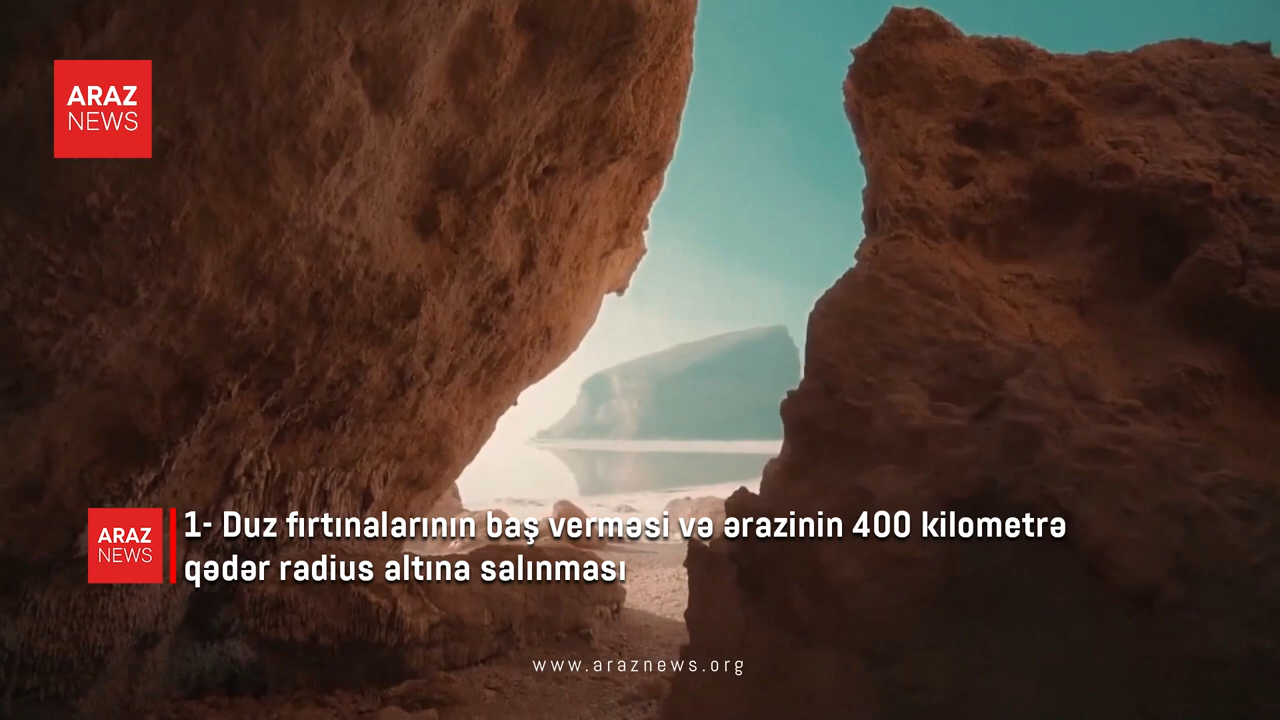 ARAZ
NEWS
ARAZ
NEWS
1- Duz fırtınalarının baş verməsi və ərazinin 400 kilometrə
qədər radius altına salınması
www.araznews.org